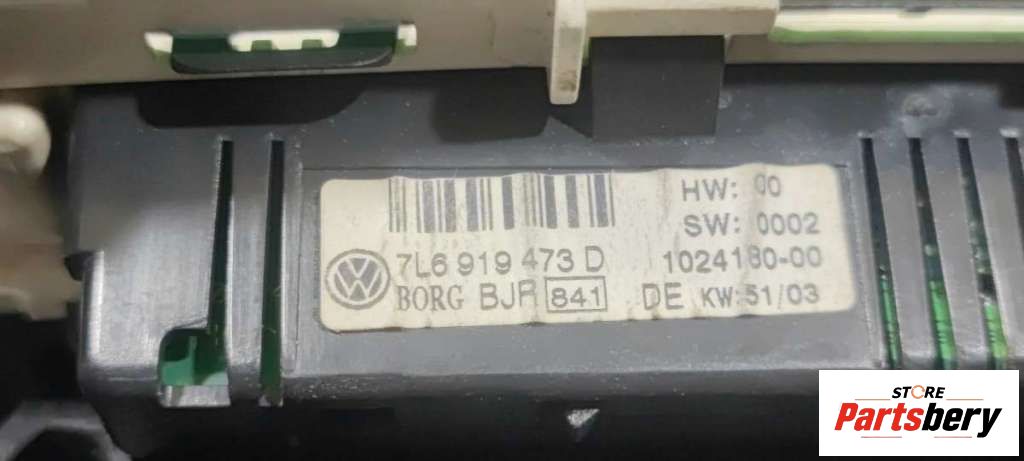 HW: 00
SW: 0002
7L6 919 473 D 1024180-00
BORG BJR 841 DE KW: 51/03
STORE
Partsbery